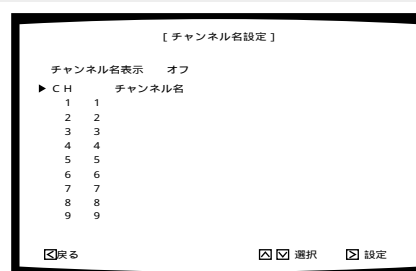 [ チャンネル名設定 ]
チャンネル名表示 オフ
▶ CH チャンネル名
1 1
2 2
3 3
4 4
5 5
6 6
7 7
8 8
9 9
戻る 選択 設定